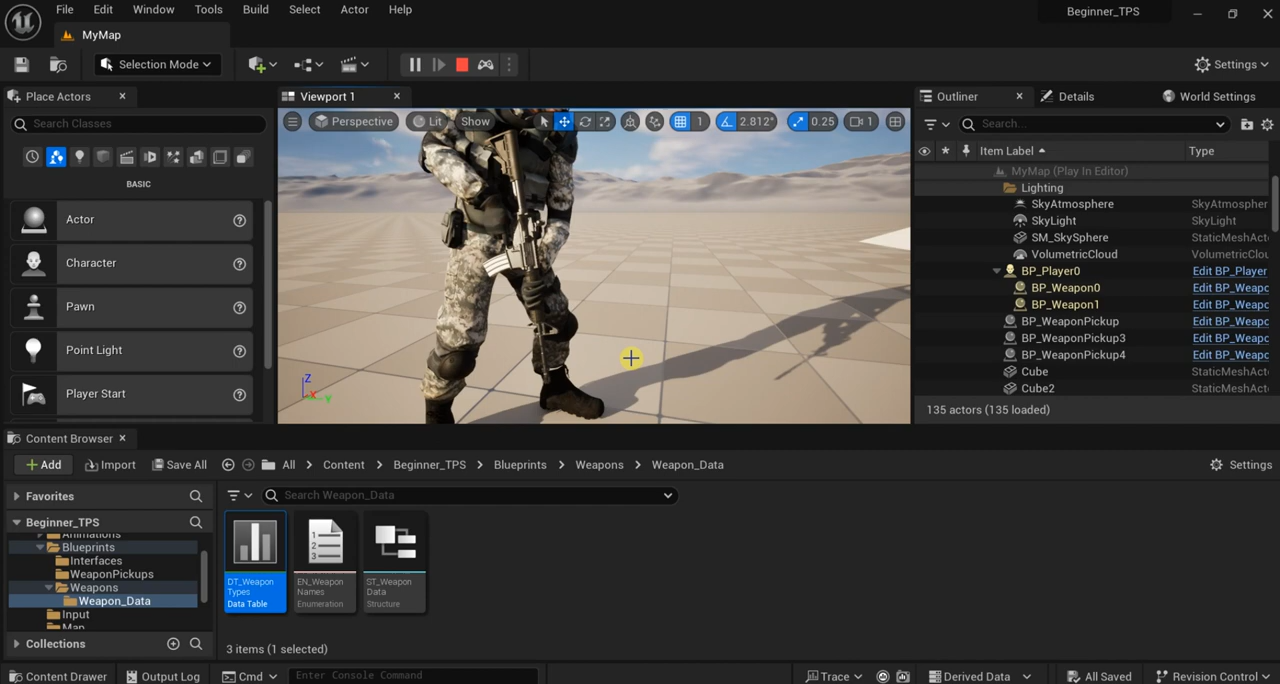 File Edit Window Tools Build Select Actor Help
Beginner_TPS
MyMap
Selection Mode
Settings
Place Actors
Viewport 1
Outliner
Details
World Settings
Search Classes
Perspective
Lit
Show
1
2.812°
0.25
1
Search...
Item Label
Type
BASIC
MyMap (Play In Editor)
Lighting
SkyAtmosphere SkyAtmospher
SkyLight SkyLight
SM_SkySphere StaticMeshAct
VolumetricCloud VolumetricClou
BP_Player0 Edit BP_Player
BP_Weapon0 Edit BP_Weapo
BP_Weapon1 Edit BP_Weapo
BP_WeaponPickup Edit BP_Weapo
BP_WeaponPickup3 Edit BP_Weapo
BP_WeaponPickup4 Edit BP_Weapo
Cube StaticMeshAct
Cube2 StaticMeshAct
135 actors (135 loaded)
Actor
Character
Pawn
Point Light
Player Start
Z
X
Y
Content Browser
Add
Import
Save All
All > Content > Beginner_TPS > Blueprints > Weapons > Weapon_Data
Settings
Favorites
Beginner_TPS
Animations
Blueprints
Interfaces
WeaponPickups
Weapons
Weapon_Data
Input
Map
Collections
Search Weapon_Data
DT_Weapon
Types
Data Table
EN_Weapon
Names
Enumeration
ST_Weapon
Data
Structure
3 items (1 selected)
Content Drawer
Output Log
Cmd
Enter Console Command
Trace
Derived Data
All Saved
Revision Control